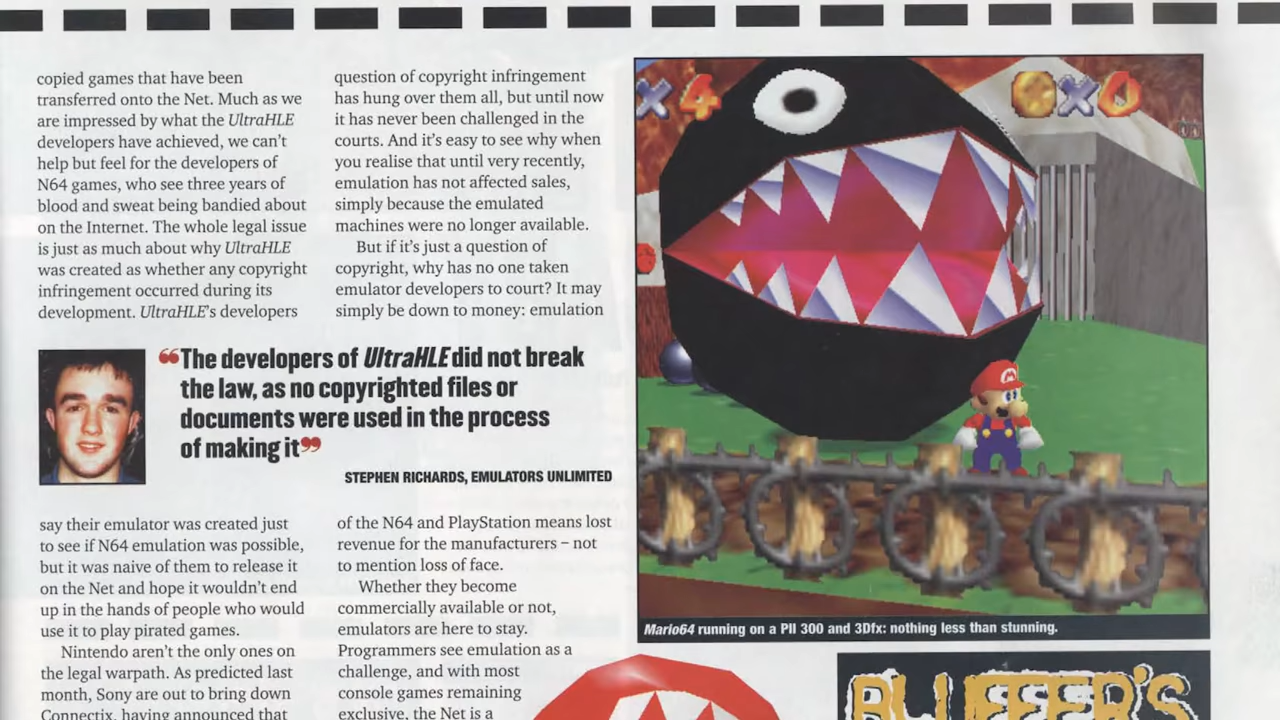 copied games that have been
transferred onto the Net. Much as we
are impressed by what the UltraHLE
developers have achieved, we can't
help but feel for the developers of
N64 games, who see three years of
blood and sweat being bandied about
on the Internet. The whole legal issue
is just as much about why UltraHLE
was created as whether any copyright
infringement occurred during its
development. UltraHLE's developers
question of copyright infringement
has hung over them all, but until now
it has never been challenged in the
courts. And it's easy to see why when
you realise that until very recently,
emulation has not affected sales,
simply because the emulated
machines were no longer available.
But if it's just a question of
copyright, why has no one taken
emulator developers to court? It may
simply be down to money: emulation
“The developers of UltraHLE did not break
the law, as no copyrighted files or
documents were used in the process
of making it”
STEPHEN RICHARDS, EMULATORS UNLIMITED
say their emulator was created just
to see if N64 emulation was possible,
but it was naive of them to release it
on the Net and hope it wouldn't end
up in the hands of people who would
use it to play pirated games.
Nintendo aren't the only ones on
the legal warpath. As predicted last
month, Sony are out to bring down
Connectix, having announced that
of the N64 and PlayStation means lost
revenue for the manufacturers – not
to mention loss of face.
Whether they become
commercially available or not,
emulators are here to stay.
Programmers see emulation as a
challenge, and with most
console games remaining
exclusive, the Net is a
×4
×0
Mario64 running on a PII 300 and 3Dfx: nothing less than stunning.
BLUFFER'S